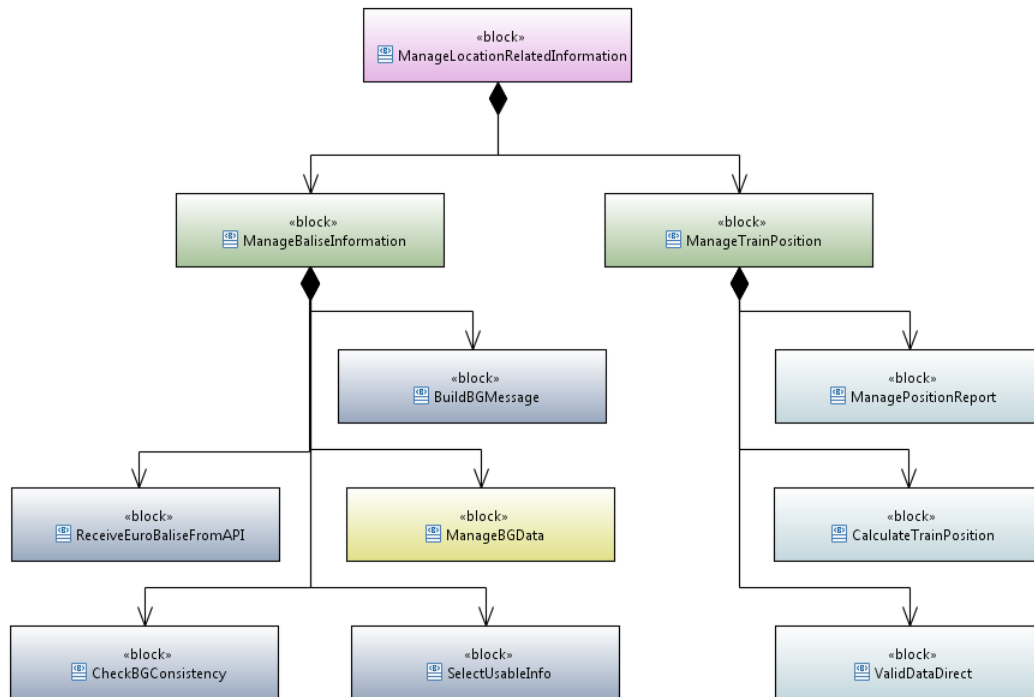 «block»
ManageLocationRelatedInformation
«block»
ManageBaliseInformation
«block»
ManageTrainPosition
«block»
BuildBGMessage
«block»
ManagePositionReport
«block»
ReceiveEuroBaliseFromAPI
«block»
ManageBGData
«block»
CalculateTrainPosition
«block»
CheckBGConsistency
«block»
SelectUsableInfo
«block»
ValidDataDirect